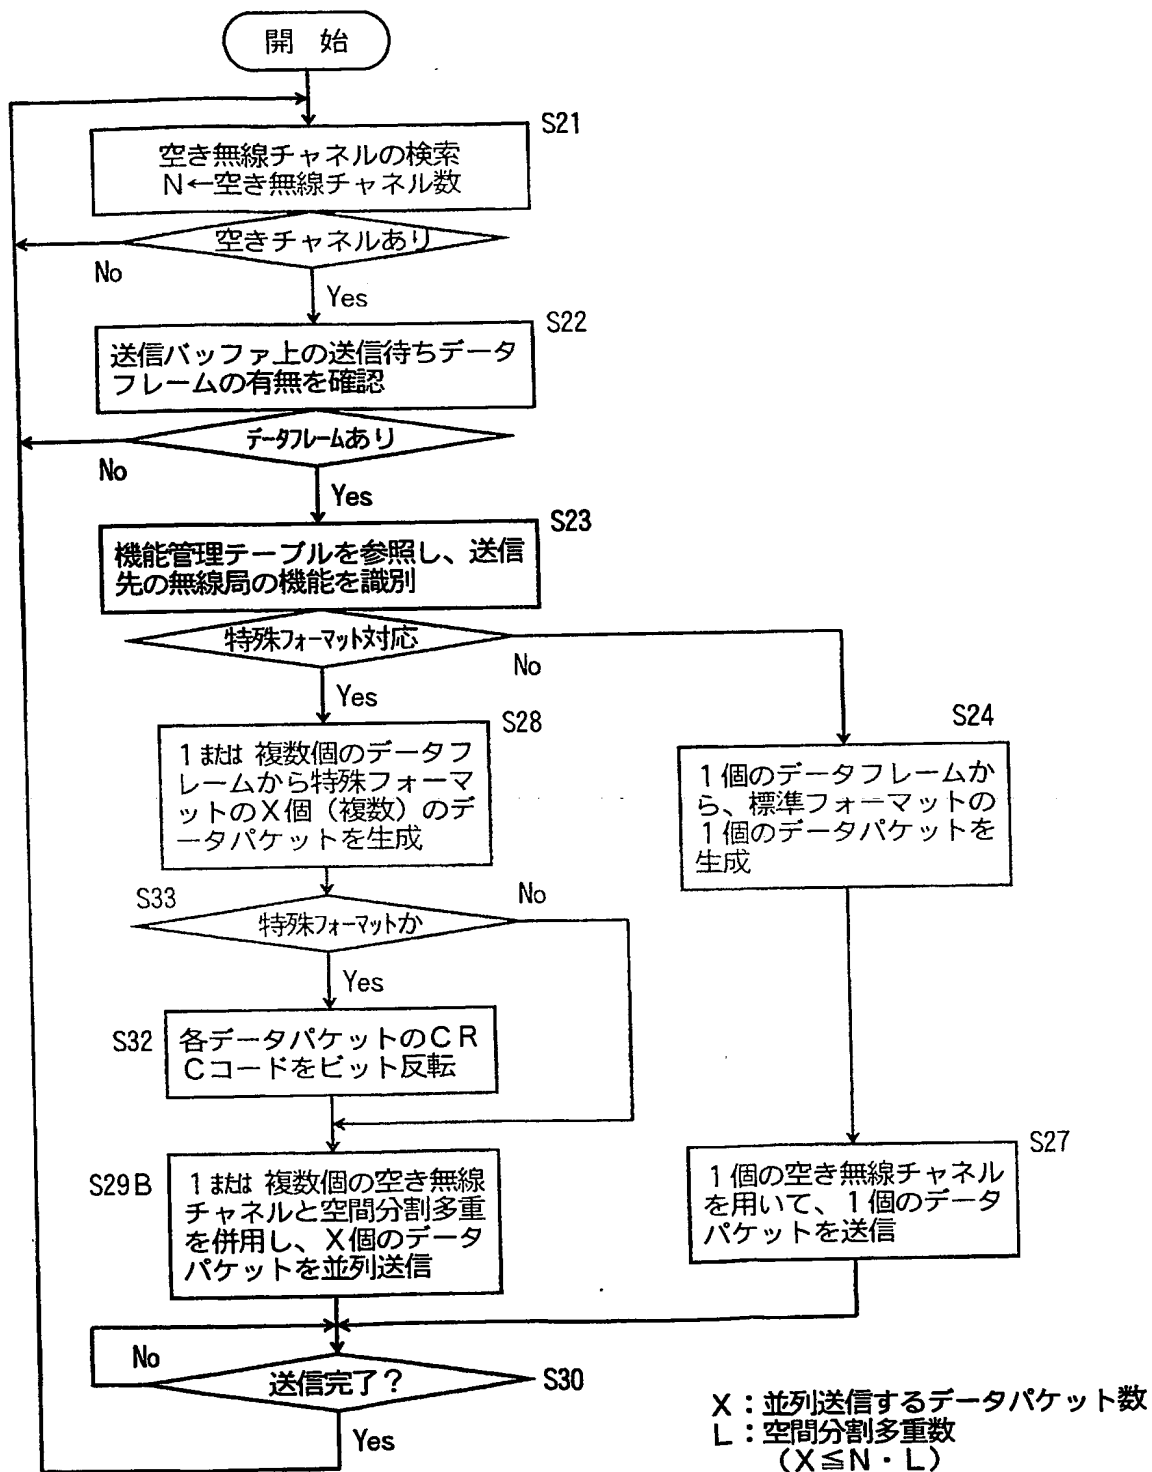 開 始
S21
空き無線チャネルの検索
N←空き無線チャネル数
空きチャネルあり
No
Yes
S22
送信バッファ上の送信待ちデータ
フレームの有無を確認
データフレームあり
No
Yes
S23
機能管理テーブルを参照し、送信
先の無線局の機能を識別
特殊フォーマット対応
No
Yes
S28
1または複数個のデータフ
レームから特殊フォーマ
ットのX個（複数）のデ
ータパケットを生成
S24
1個のデータフレームか
ら、標準フォーマットの
1個のデータパケットを
生成
S33
特殊フォーマットか
No
Yes
S32
各データパケットのCR
Cコードをビット反転
S29B
1または複数個の空き無線
チャネルと空間分割多重
を併用し、X個のデータ
パケットを並列送信
S27
1個の空き無線チャネル
を用いて、1個のデータ
パケットを送信
No
送信完了？
S30
Yes
X：並列送信するデータパケット数
L：空間分割多重数
（X≦N・L）